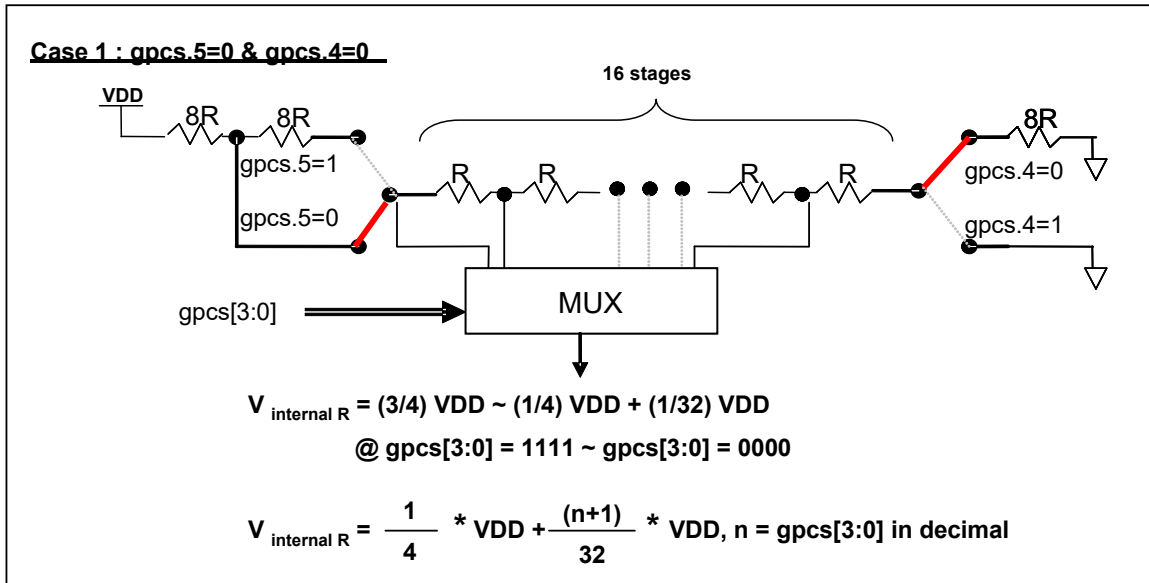 Case 1 : gpcs.5=0 & gpcs.4=0
16 stages
VDD
8R
8R
8R
gpcs.5=1
gpcs.4=0
R
R
R
R
gpcs.5=0
gpcs.4=1
gpcs[3:0]
MUX
V internal R = (3/4) VDD ~ (1/4) VDD + (1/32) VDD
@ gpcs[3:0] = 1111 ~ gpcs[3:0] = 0000
V internal R = 1/4 * VDD + (n+1)/32 * VDD, n = gpcs[3:0] in decimal